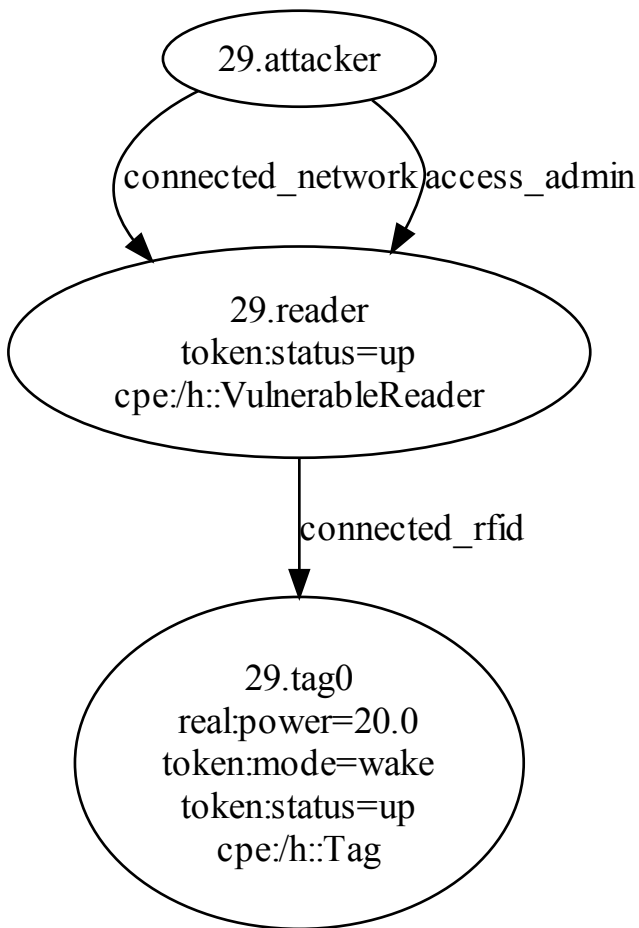 29.attacker
connected_network access_admin
29.reader
token:status=up
cpe:/h::VulnerableReader
connected_rfid
29.tag0
real:power=20.0
token:mode=wake
token:status=up
cpe:/h::Tag